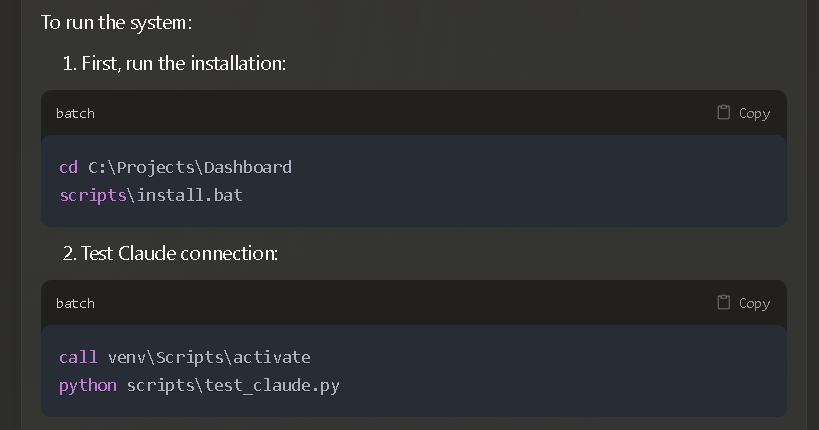 To run the system:
1. First, run the installation:
batch
Copy
cd C:\Projects\Dashboard
scripts\install.bat
2. Test Claude connection:
batch
Copy
call venv\Scripts\activate
python scripts\test_claude.py